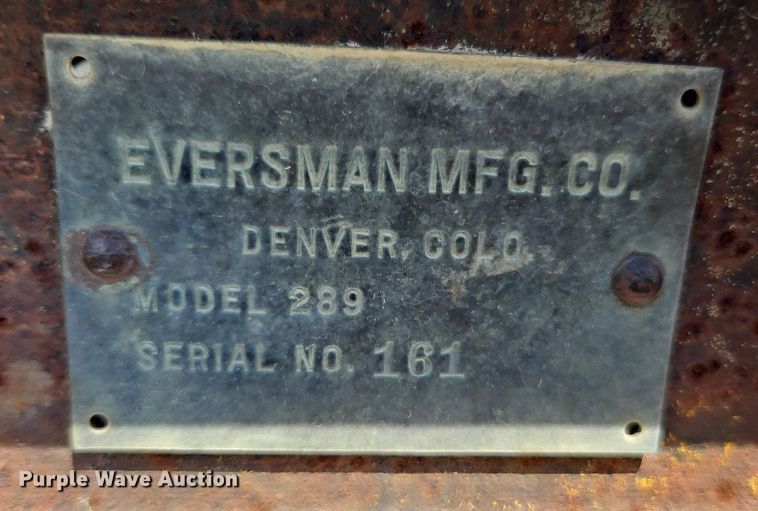 EVERSMAN MFG. CO.
DENVER, COLO.
MODEL 289
SERIAL NO. 161
Purple Wave Auction